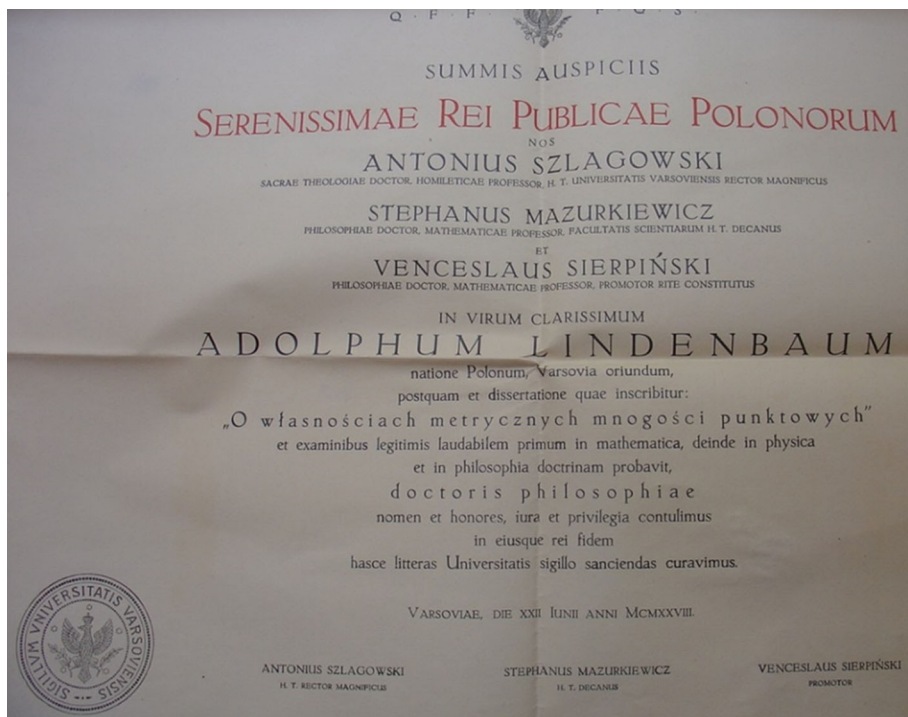 Q · F · F · F · Q · S ·
SUMMIS AUSPICIIS
SERENISSIMAE REI PUBLICAE POLONORUM
NOS
ANTONIUS SZLAGOWSKI
SACRAE THEOLOGIAE DOCTOR, HOMILETICAE PROFESSOR, H. T. UNIVERSITATIS VARSOVIENSIS RECTOR MAGNIFICUS
STEPHANUS MAZURKIEWICZ
PHILOSOPHIAE DOCTOR, MATHEMATICAE PROFESSOR, FACULTATIS SCIENTIARUM H. T. DECANUS
ET
VENCESLAUS SIERPIŃSKI
PHILOSOPHIAE DOCTOR, MATHEMATICAE PROFESSOR, PROMOTOR RITE CONSTITUTUS
IN VIRUM CLARISSIMUM
ADOLPHUM LINDENBAUM
natione Polonum, Varsovia oriundum,
postquam et dissertatione quae inscribitur:
„O własnościach metrycznych mnogości punktowych”
et examinibus legitimis laudabilem primum in mathematica, deinde in physica
et in philosophia doctrinam probavit,
doctoris philosophiae
nomen et honores, iura et privilegia contulimus
in eiusque rei fidem
hasce litteras Universitatis sigillo sanciendas curavimus.
VARSOVIAE, DIE XXII IUNII ANNI MCMXXVIII.
SIGILLVM VNIVERSITATIS VARSOVIENSIS
ANTONIUS SZLAGOWSKI
H. T. RECTOR MAGNIFICUS
STEPHANUS MAZURKIEWICZ
H. T. DECANUS
VENCESLAUS SIERPIŃSKI
PROMOTOR